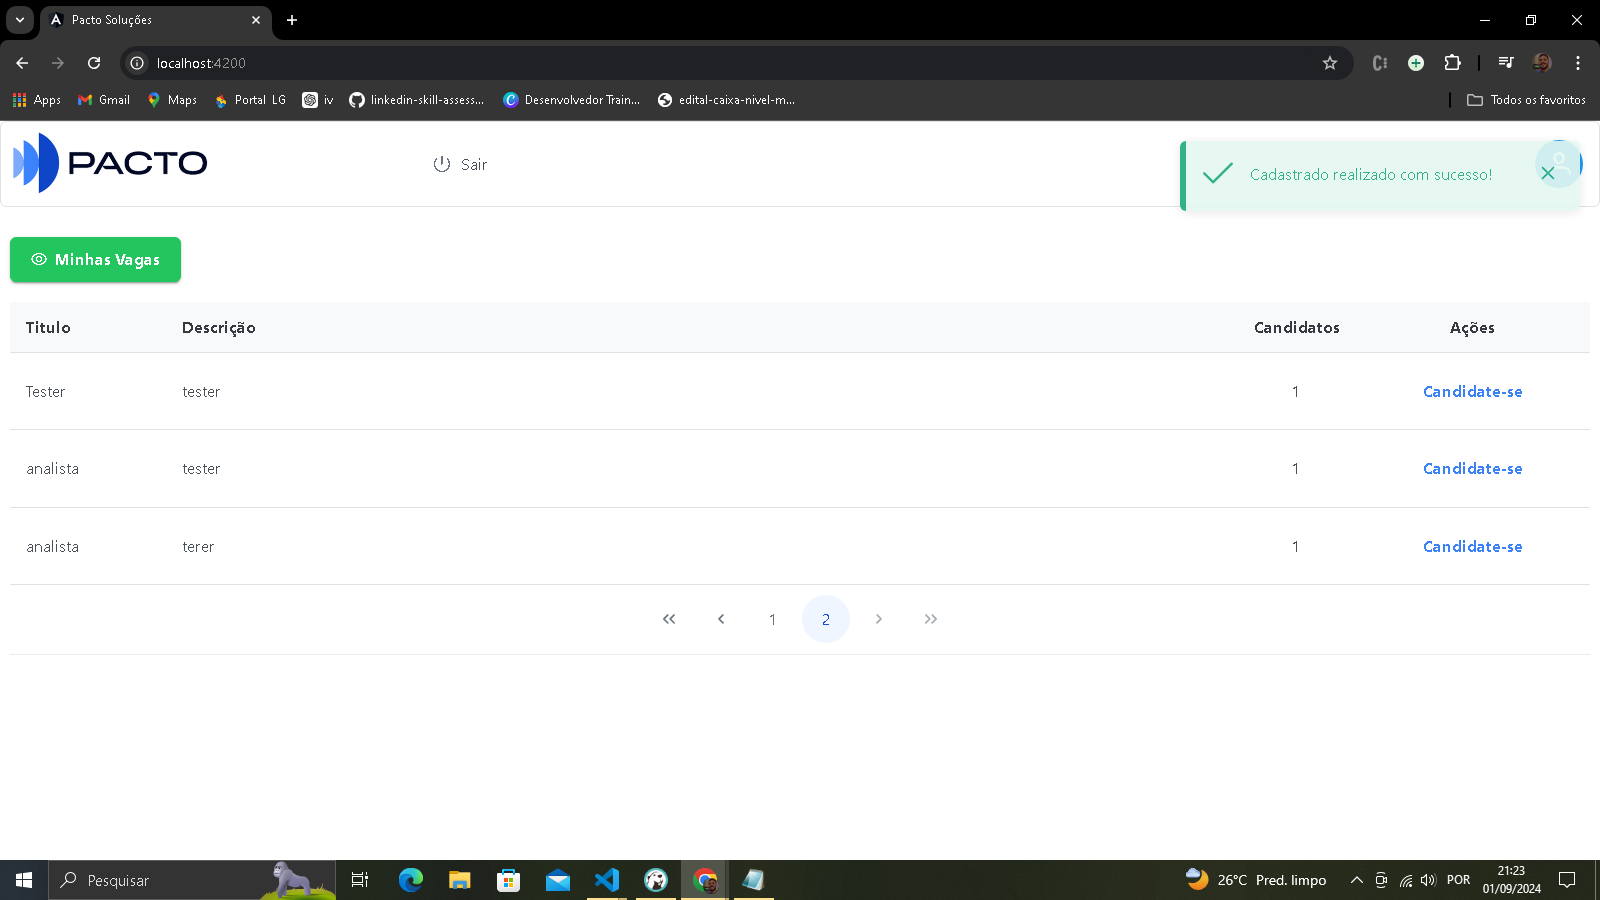 Pacto Soluções
localhost:4200
Apps Gmail Maps Portal LG iv linkedin-skill-assess... Desenvolvedor Train... edital-caixa-nivel-m... Todos os favoritos
PACTO Sair
Cadastrado realizado com sucesso!
Minhas Vagas
Titulo Descrição Candidatos Ações
Tester tester 1 Candidate-se
analista tester 1 Candidate-se
analista terer 1 Candidate-se
1 2
Pesquisar
26°C Pred. limpo
POR
21:23
01/09/2024